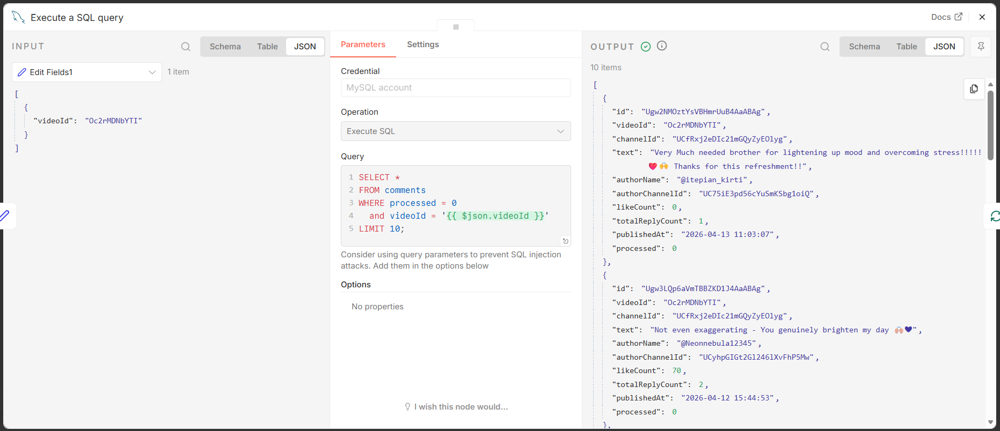 Execute a SQL query
Docs
INPUT
Schema
Table
JSON
Edit Fields1
1 item
[
{
"videoId": "Oc2rMDNbYTI"
}
]
Parameters
Settings
Credential
MySQL account
Operation
Execute SQL
Query
1 SELECT *
2 FROM comments
3 WHERE processed = 0
4 and videoId = '{{ $json.videoId }}'
5 LIMIT 10;
Consider using query parameters to prevent SQL injection
attacks. Add them in the options below
Options
No properties
I wish this node would...
OUTPUT
Schema
Table
JSON
10 items
[
{
"id": "Ugw2NMOztYsVBHmrUuB4AaABAg",
"videoId": "Oc2rMDNbYTI",
"channelId": "UCfRxj2eDIc21mGQyZyEOlyg",
"text": "Very Much needed brother for lightening up mood and overcoming stress!!!!!
❤️🙌 Thanks for this refreshment!!",
"authorName": "@itepian_kirti",
"authorChannelId": "UC75iE3pd56cYuSmKSbg1oiQ",
"likeCount": 0,
"totalReplyCount": 1,
"publishedAt": "2026-04-13 11:03:07",
"processed": 0
},
{
"id": "Ugw3LQp6aVmTBBZKD1J4AaABAg",
"videoId": "Oc2rMDNbYTI",
"channelId": "UCfRxj2eDIc21mGQyZyEOlyg",
"text": "Not even exaggerating - You genuinely brighten my day 🙌🏻💙",
"authorName": "@Neonnebula12345",
"authorChannelId": "UCyhpGIGt2Gl246lXvFhP5Mw",
"likeCount": 70,
"totalReplyCount": 2,
"publishedAt": "2026-04-12 15:44:53",
"processed": 0
},